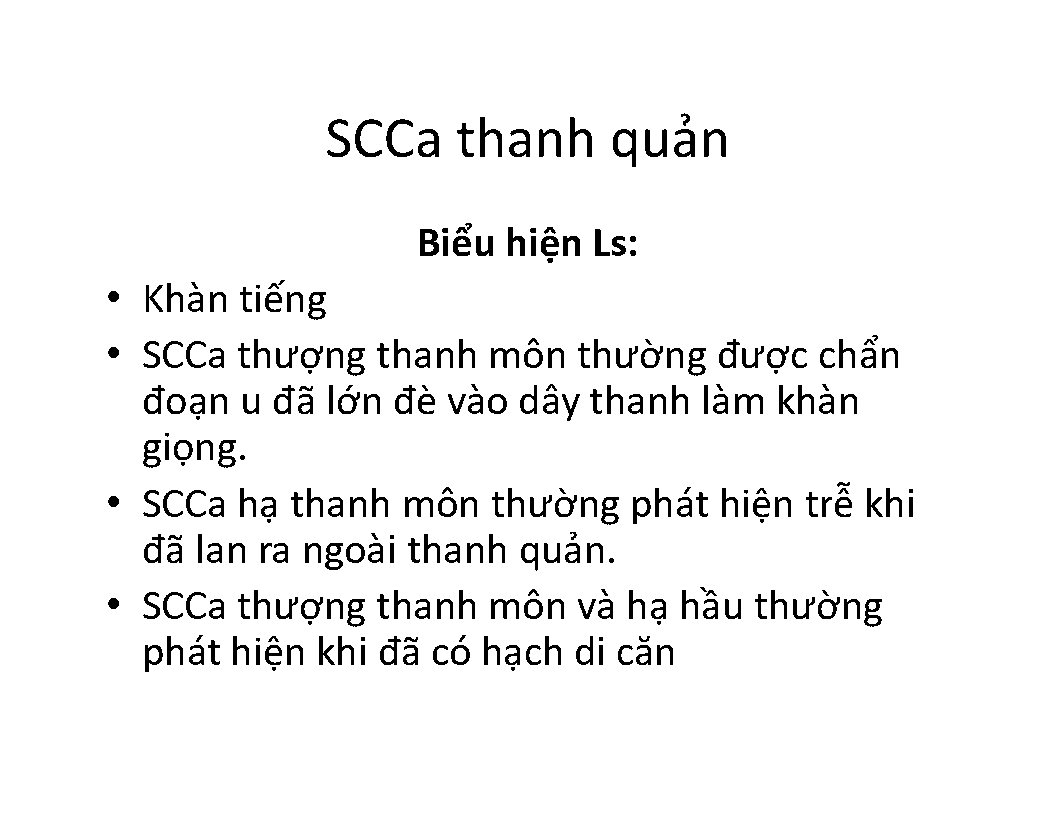 SCCa thanh quản
Biểu hiện Ls:
• Khàn tiếng
• SCCa thượng thanh môn thường được chẩn
đoạn u đã lớn đè vào dây thanh làm khàn
giọng.
• SCCa hạ thanh môn thường phát hiện trễ khi
đã lan ra ngoài thanh quản.
• SCCa thượng thanh môn và hạ hầu thường
phát hiện khi đã có hạch di căn